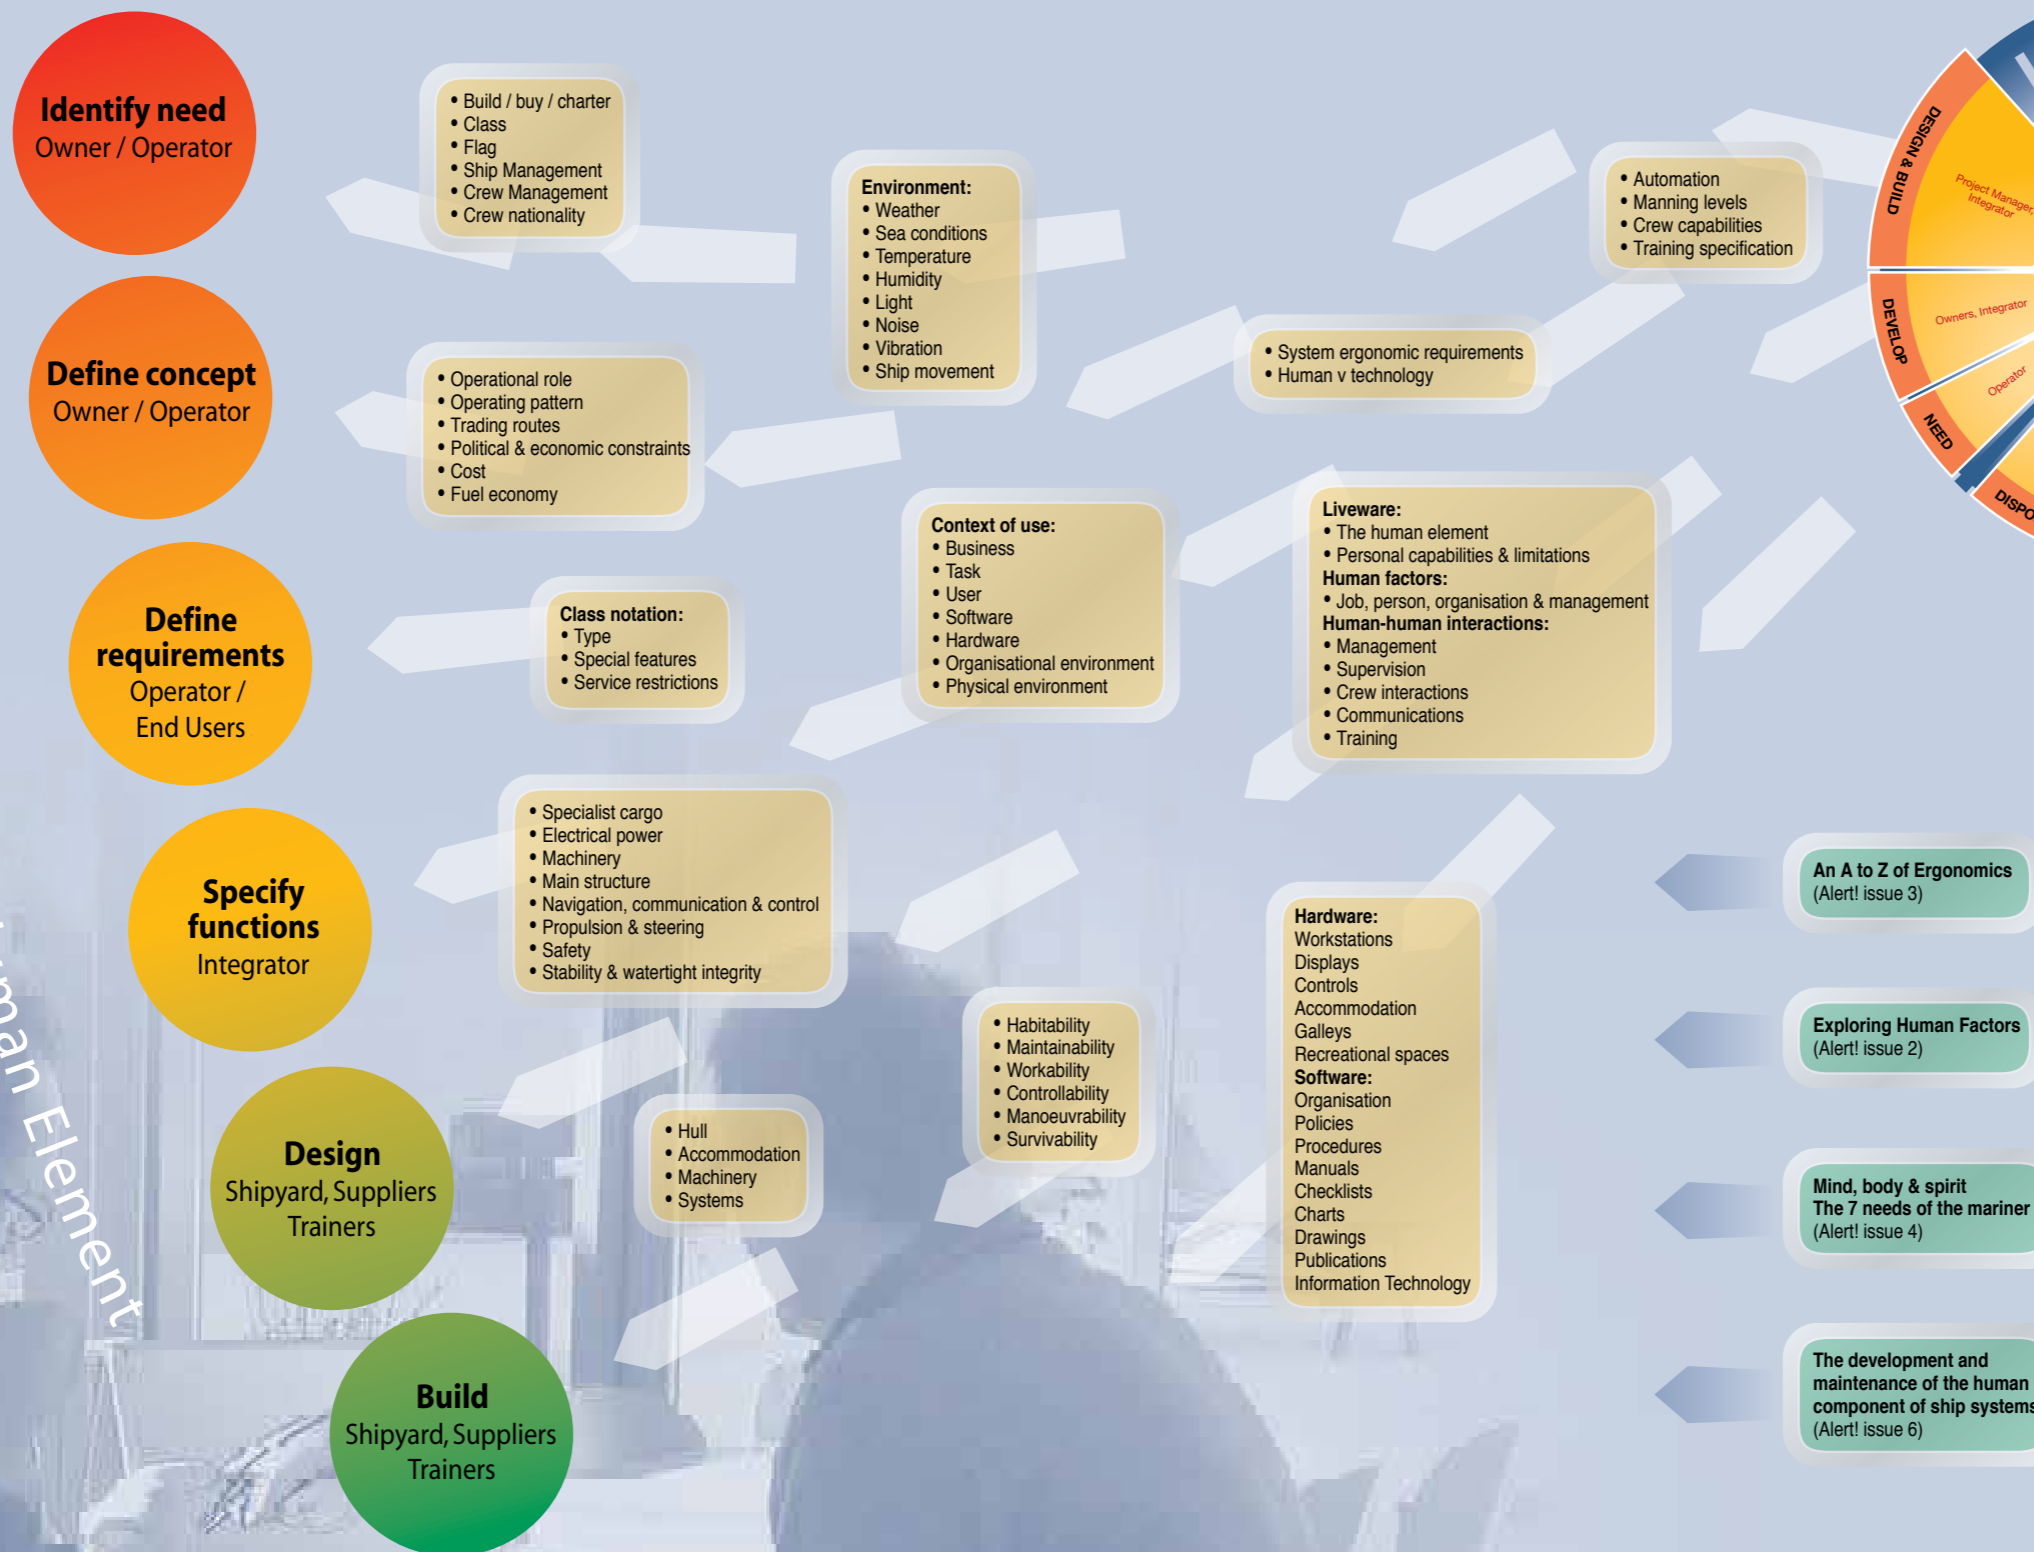 Identify need
Owner / Operator
• Build / buy / charter
• Class
• Flag
• Ship Management
• Crew Management
• Crew nationality
Environment:
• Weather
• Sea conditions
• Temperature
• Humidity
• Light
• Noise
• Vibration
• Ship movement
• Automation
• Manning levels
• Crew capabilities
• Training specification
DESIGN & BUILD
Project Manager,
Integrator
DEVELOP
Owners, Integrator
NEED
Operator
Define concept
Owner / Operator
• Operational role
• Operating pattern
• Trading routes
• Political & economic constraints
• Cost
• Fuel economy
• System ergonomic requirements
• Human v technology
Define
requirements
Operator /
End Users
Class notation:
• Type
• Special features
• Service restrictions
Context of use:
• Business
• Task
• User
• Software
• Hardware
• Organisational environment
• Physical environment
Liveware:
• The human element
• Personal capabilities & limitations
Human factors:
• Job, person, organisation & management
Human-human interactions:
• Management
• Supervision
• Crew interactions
• Communications
• Training
Specify
functions
Integrator
• Specialist cargo
• Electrical power
• Machinery
• Main structure
• Navigation, communication & control
• Propulsion & steering
• Safety
• Stability & watertight integrity
• Habitability
• Maintainability
• Workability
• Controllability
• Manoeuvrability
• Survivability
Hardware:
Workstations
Displays
Controls
Accommodation
Galleys
Recreational spaces
Software:
Organisation
Policies
Procedures
Manuals
Checklists
Charts
Drawings
Publications
Information Technology
An A to Z of Ergonomics
(Alert! issue 3)
Exploring Human Factors
(Alert! issue 2)
Mind, body & spirit
The 7 needs of the mariner
(Alert! issue 4)
The development and
maintenance of the human
component of ship systems
(Alert! issue 6)
Element
Design
Shipyard, Suppliers
Trainers
• Hull
• Accommodation
• Machinery
• Systems
Build
Shipyard, Suppliers
Trainers